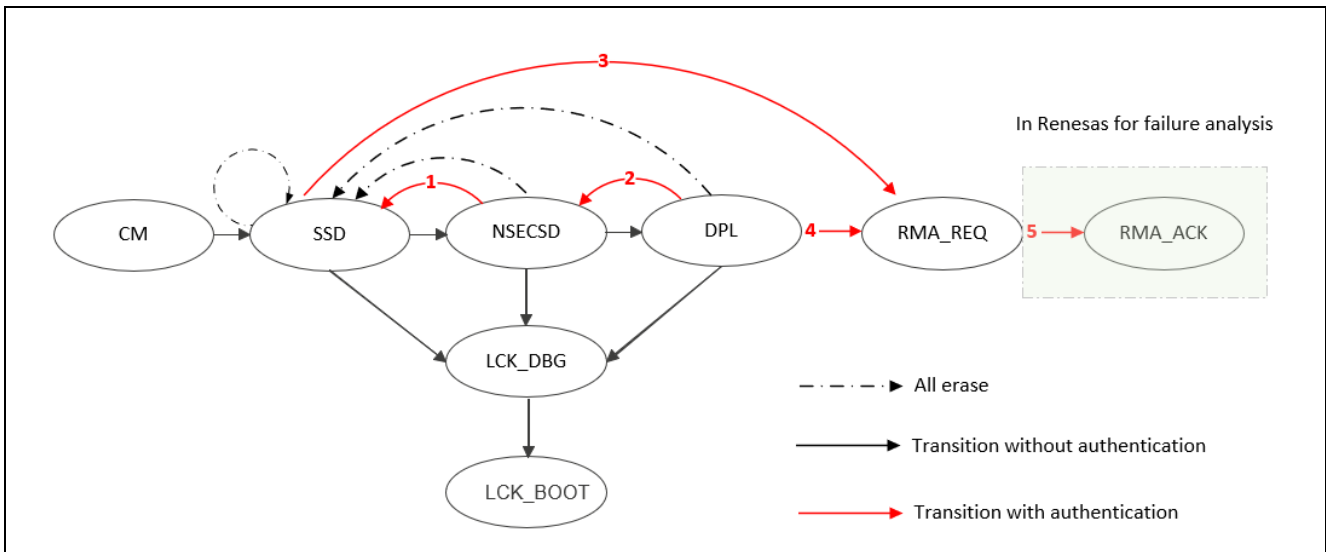 3
In Renesas for failure analysis
1
2
CM
SSD
NSECSD
DPL
4
RMA_REQ
5
RMA_ACK
LCK_DBG
All erase
Transition without authentication
LCK_BOOT
Transition with authentication